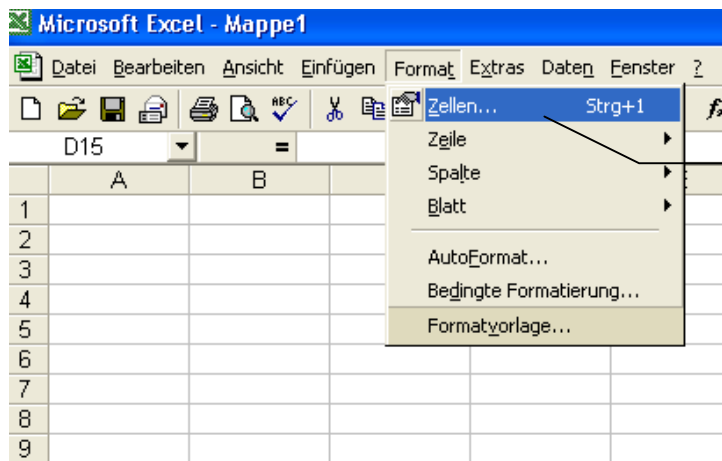 Microsoft Excel - Mappe1
Datei Bearbeiten Ansicht Einfügen Format Extras Daten Fenster ?
ABC
Zellen... Strg+1
D15 =
Zeile
Spalte
Blatt
AutoFormat...
Bedingte Formatierung...
Formatvorlage...
A B
1
2
3
4
5
6
7
8
9